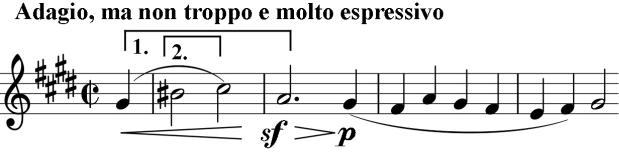 Adagio, ma non troppo e molto espressivo
1.
2.
sf p